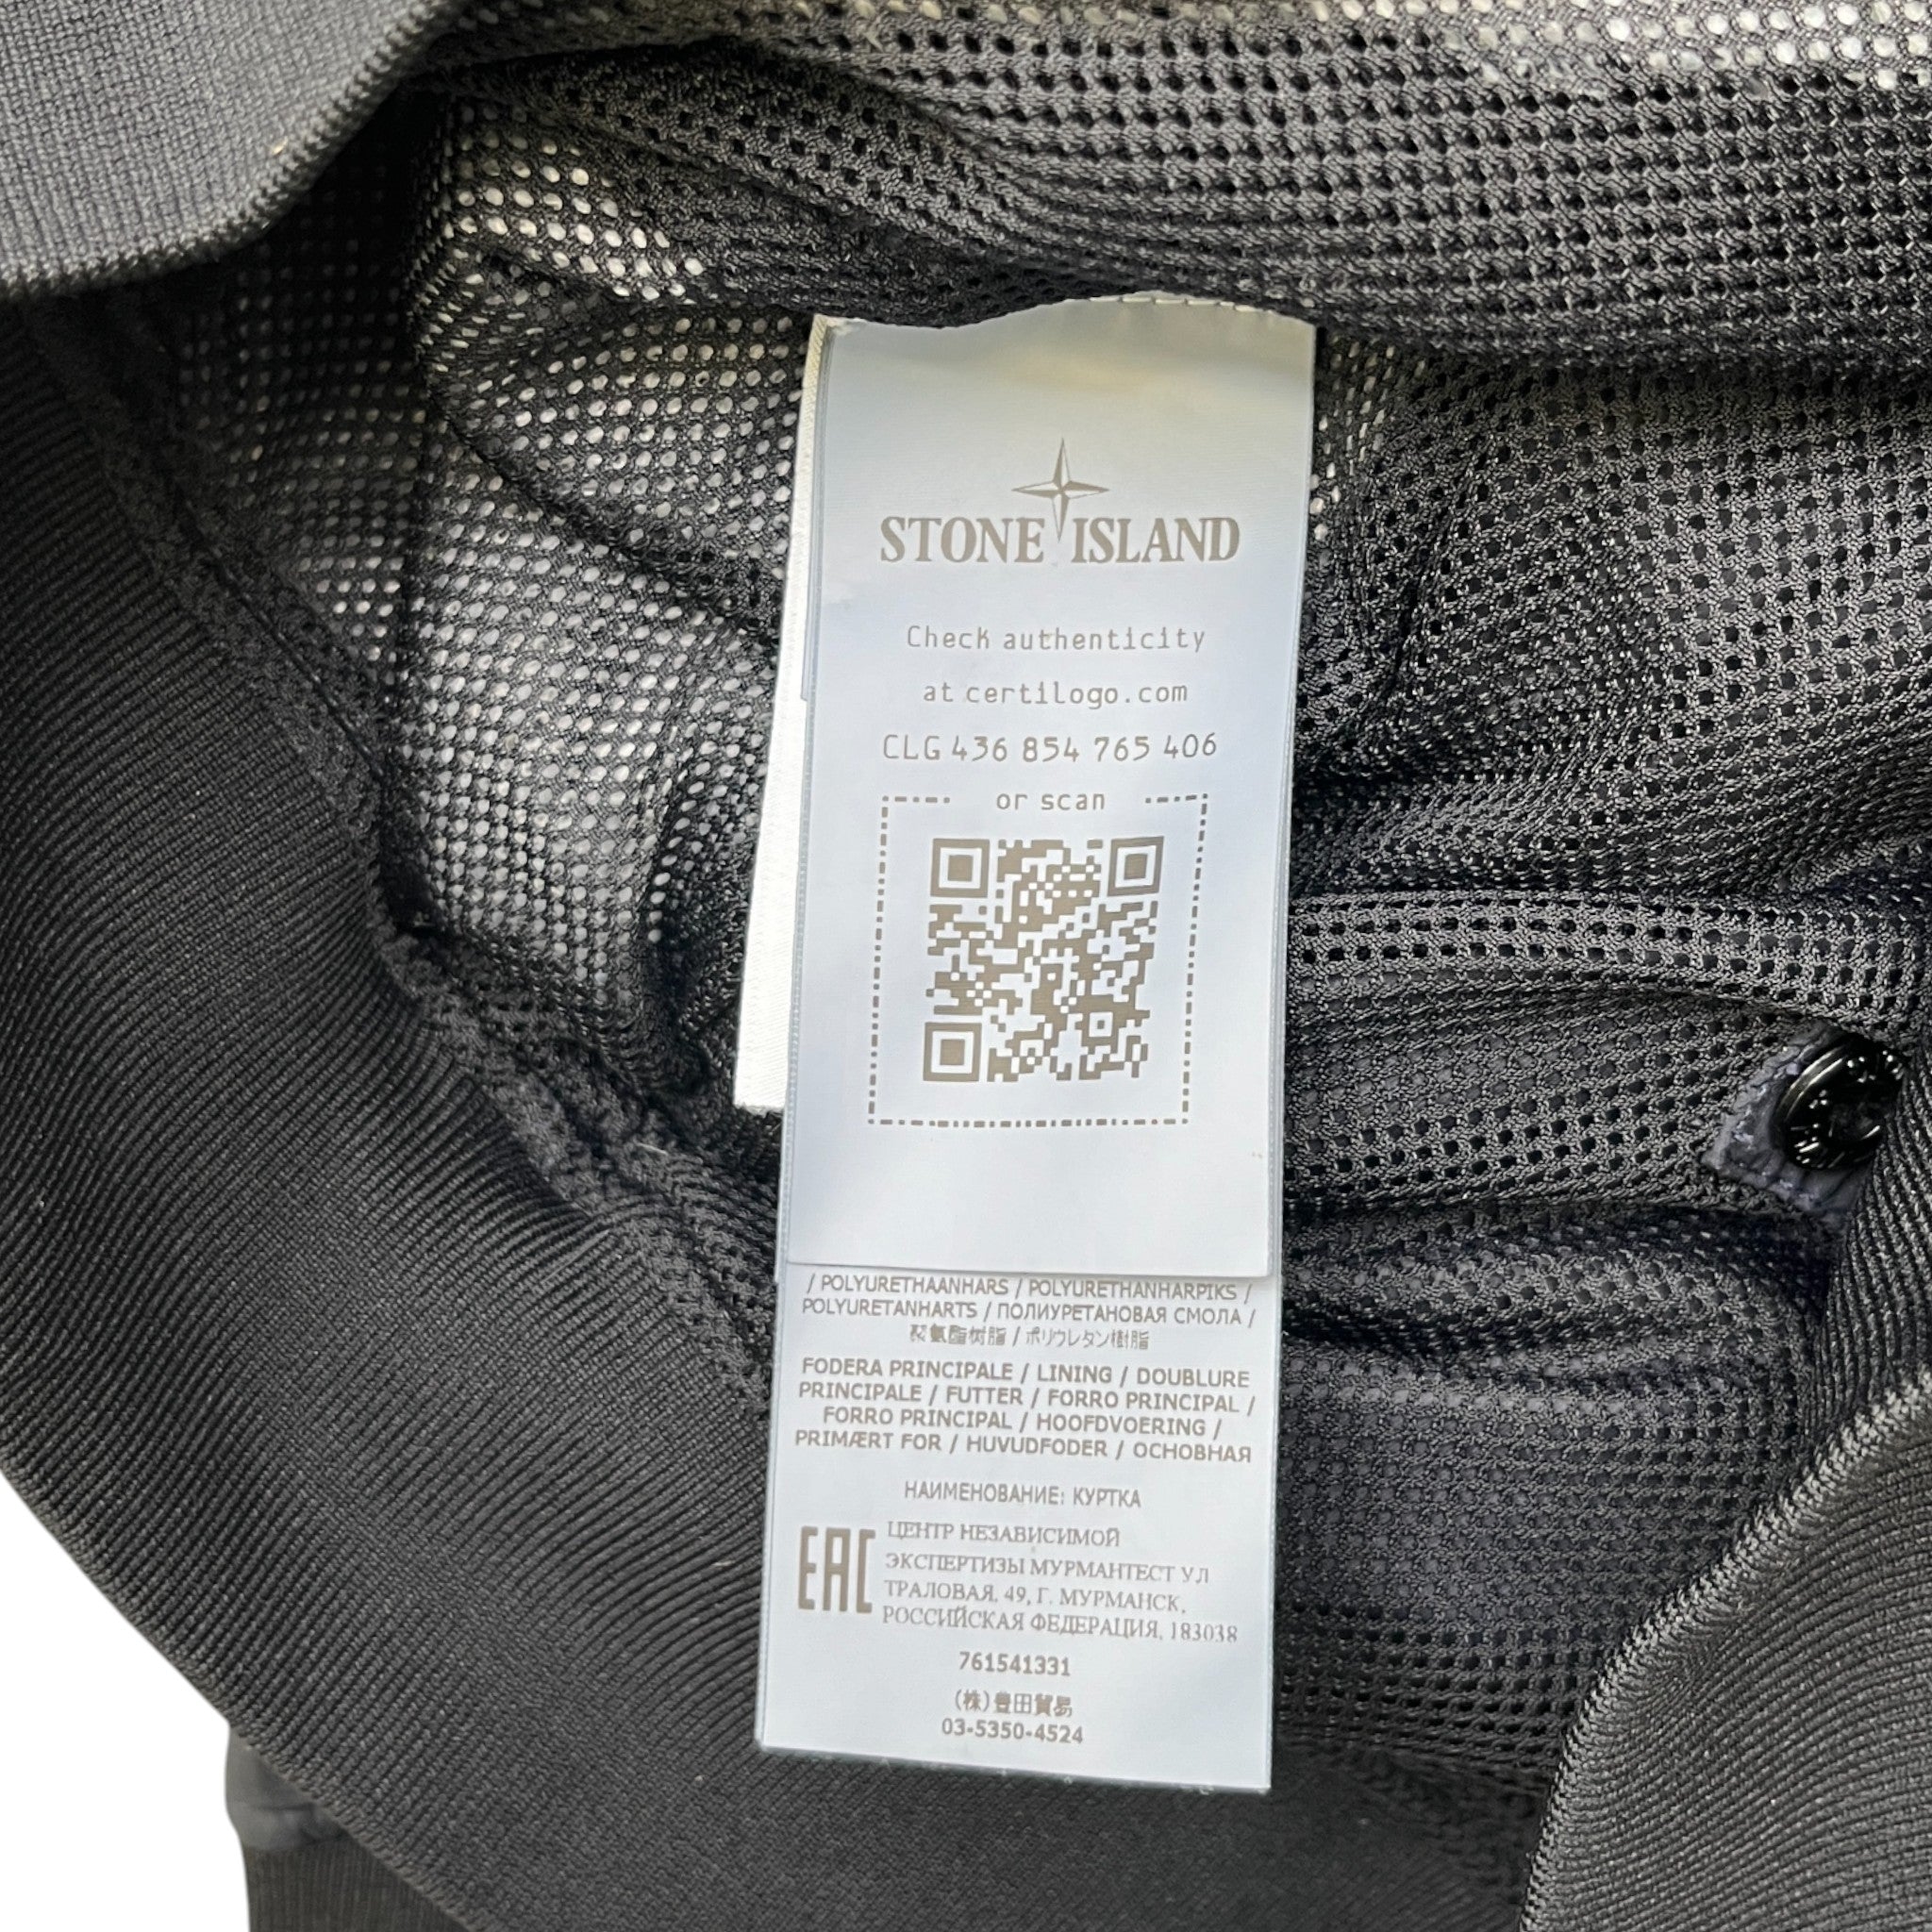 STONE ISLAND
Check authenticity
at certilogo.com
CLG 436 854 765 406
or scan
/ POLYURETHAANHARS / POLYURETHANHARPIKS /
POLYURETANHARTS / ПОЛИУРЕТАНОВАЯ СМОЛА /
聚氨酯树脂 / ポリウレタン樹脂
FODERA PRINCIPALE / LINING / DOUBLURE
PRINCIPALE / FUTTER / FORRO PRINCIPAL /
FORRO PRINCIPAL / HOOFDVOERING /
PRIMÆRT FOR / HUVUDFODER / ОСНОВНАЯ
НАИМЕНОВАНИЕ: КУРТКА
EAC
ЦЕНТР НЕЗАВИСИМОЙ
ЭКСПЕРТИЗЫ МУРМАНТЕСТ УЛ
ТРАЛОВАЯ, 49, Г. МУРМАНСК,
РОССИЙСКАЯ ФЕДЕРАЦИЯ, 183038
761541331
(株)豊田貿易
03-5350-4524